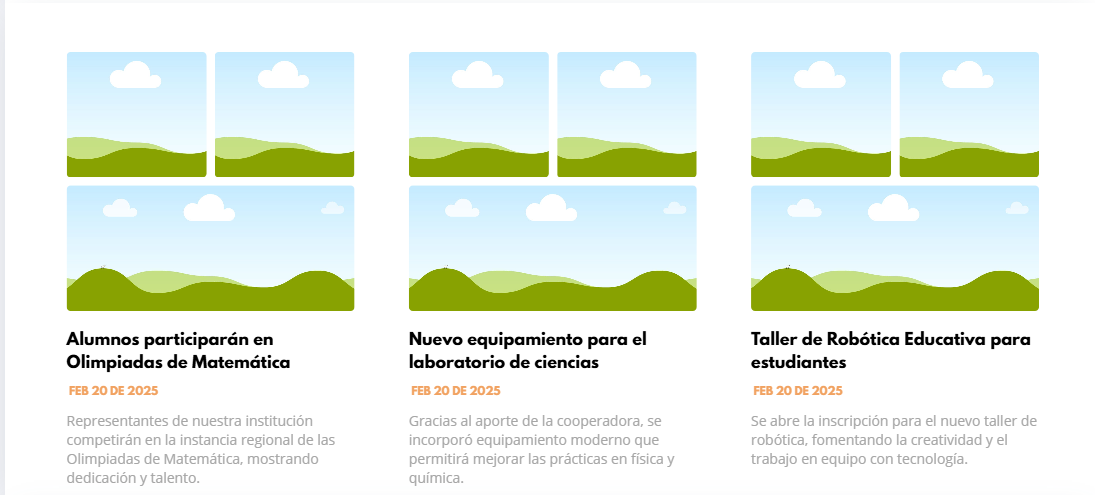 Alumnos participarán en
Olimpiadas de Matemática
FEB 20 DE 2025
Representantes de nuestra institución
competirán en la instancia regional de las
Olimpiadas de Matemática, mostrando
dedicación y talento.
Nuevo equipamiento para el
laboratorio de ciencias
FEB 20 DE 2025
Gracias al aporte de la cooperadora, se
incorporó equipamiento moderno que
permitirá mejorar las prácticas en física y
química.
Taller de Robótica Educativa para
estudiantes
FEB 20 DE 2025
Se abre la inscripción para el nuevo taller de
robótica, fomentando la creatividad y el
trabajo en equipo con tecnología.